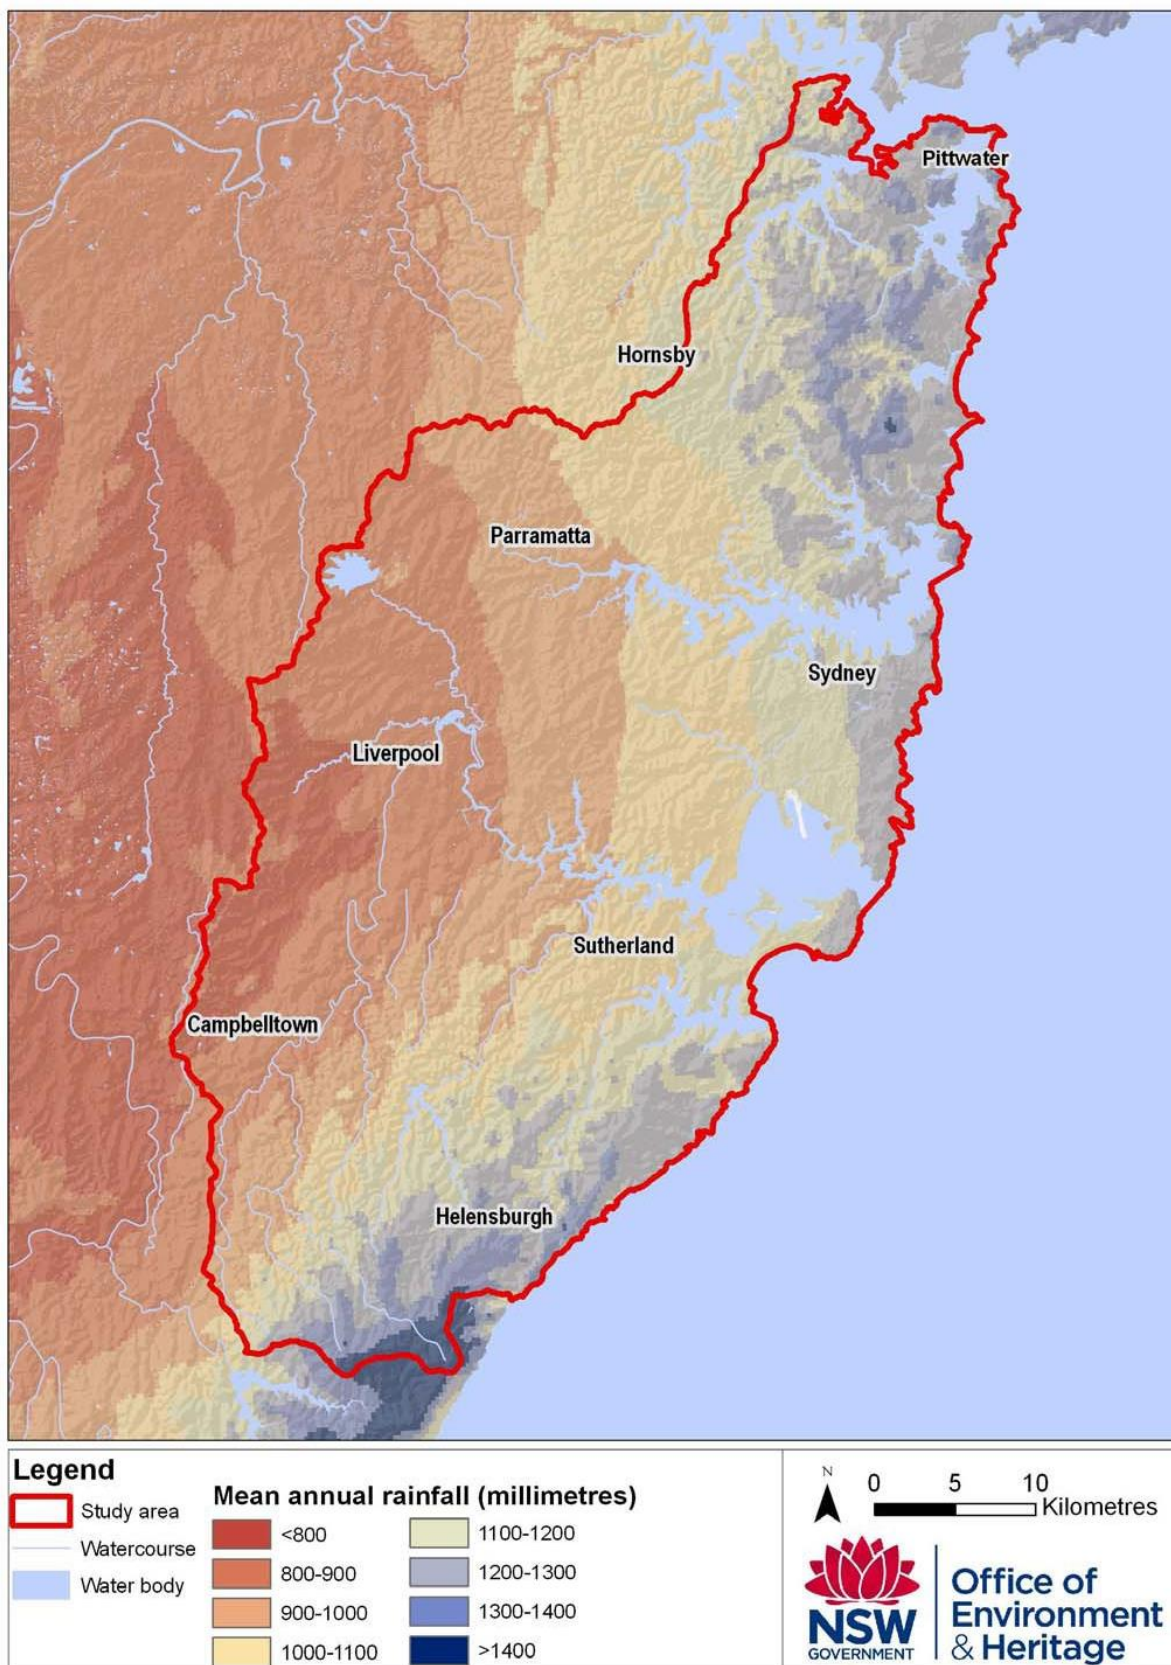 Pittwater
Hornsby
Parramatta
Sydney
Liverpool
Sutherland
Campbelltown
Helensburgh
Legend
Study area
Watercourse
Water body
Mean annual rainfall (millimetres)
<800
800-900
900-1000
1000-1100
1100-1200
1200-1300
1300-1400
>1400
N
0 5 10
Kilometres
NSW
GOVERNMENT
Office of
Environment
& Heritage